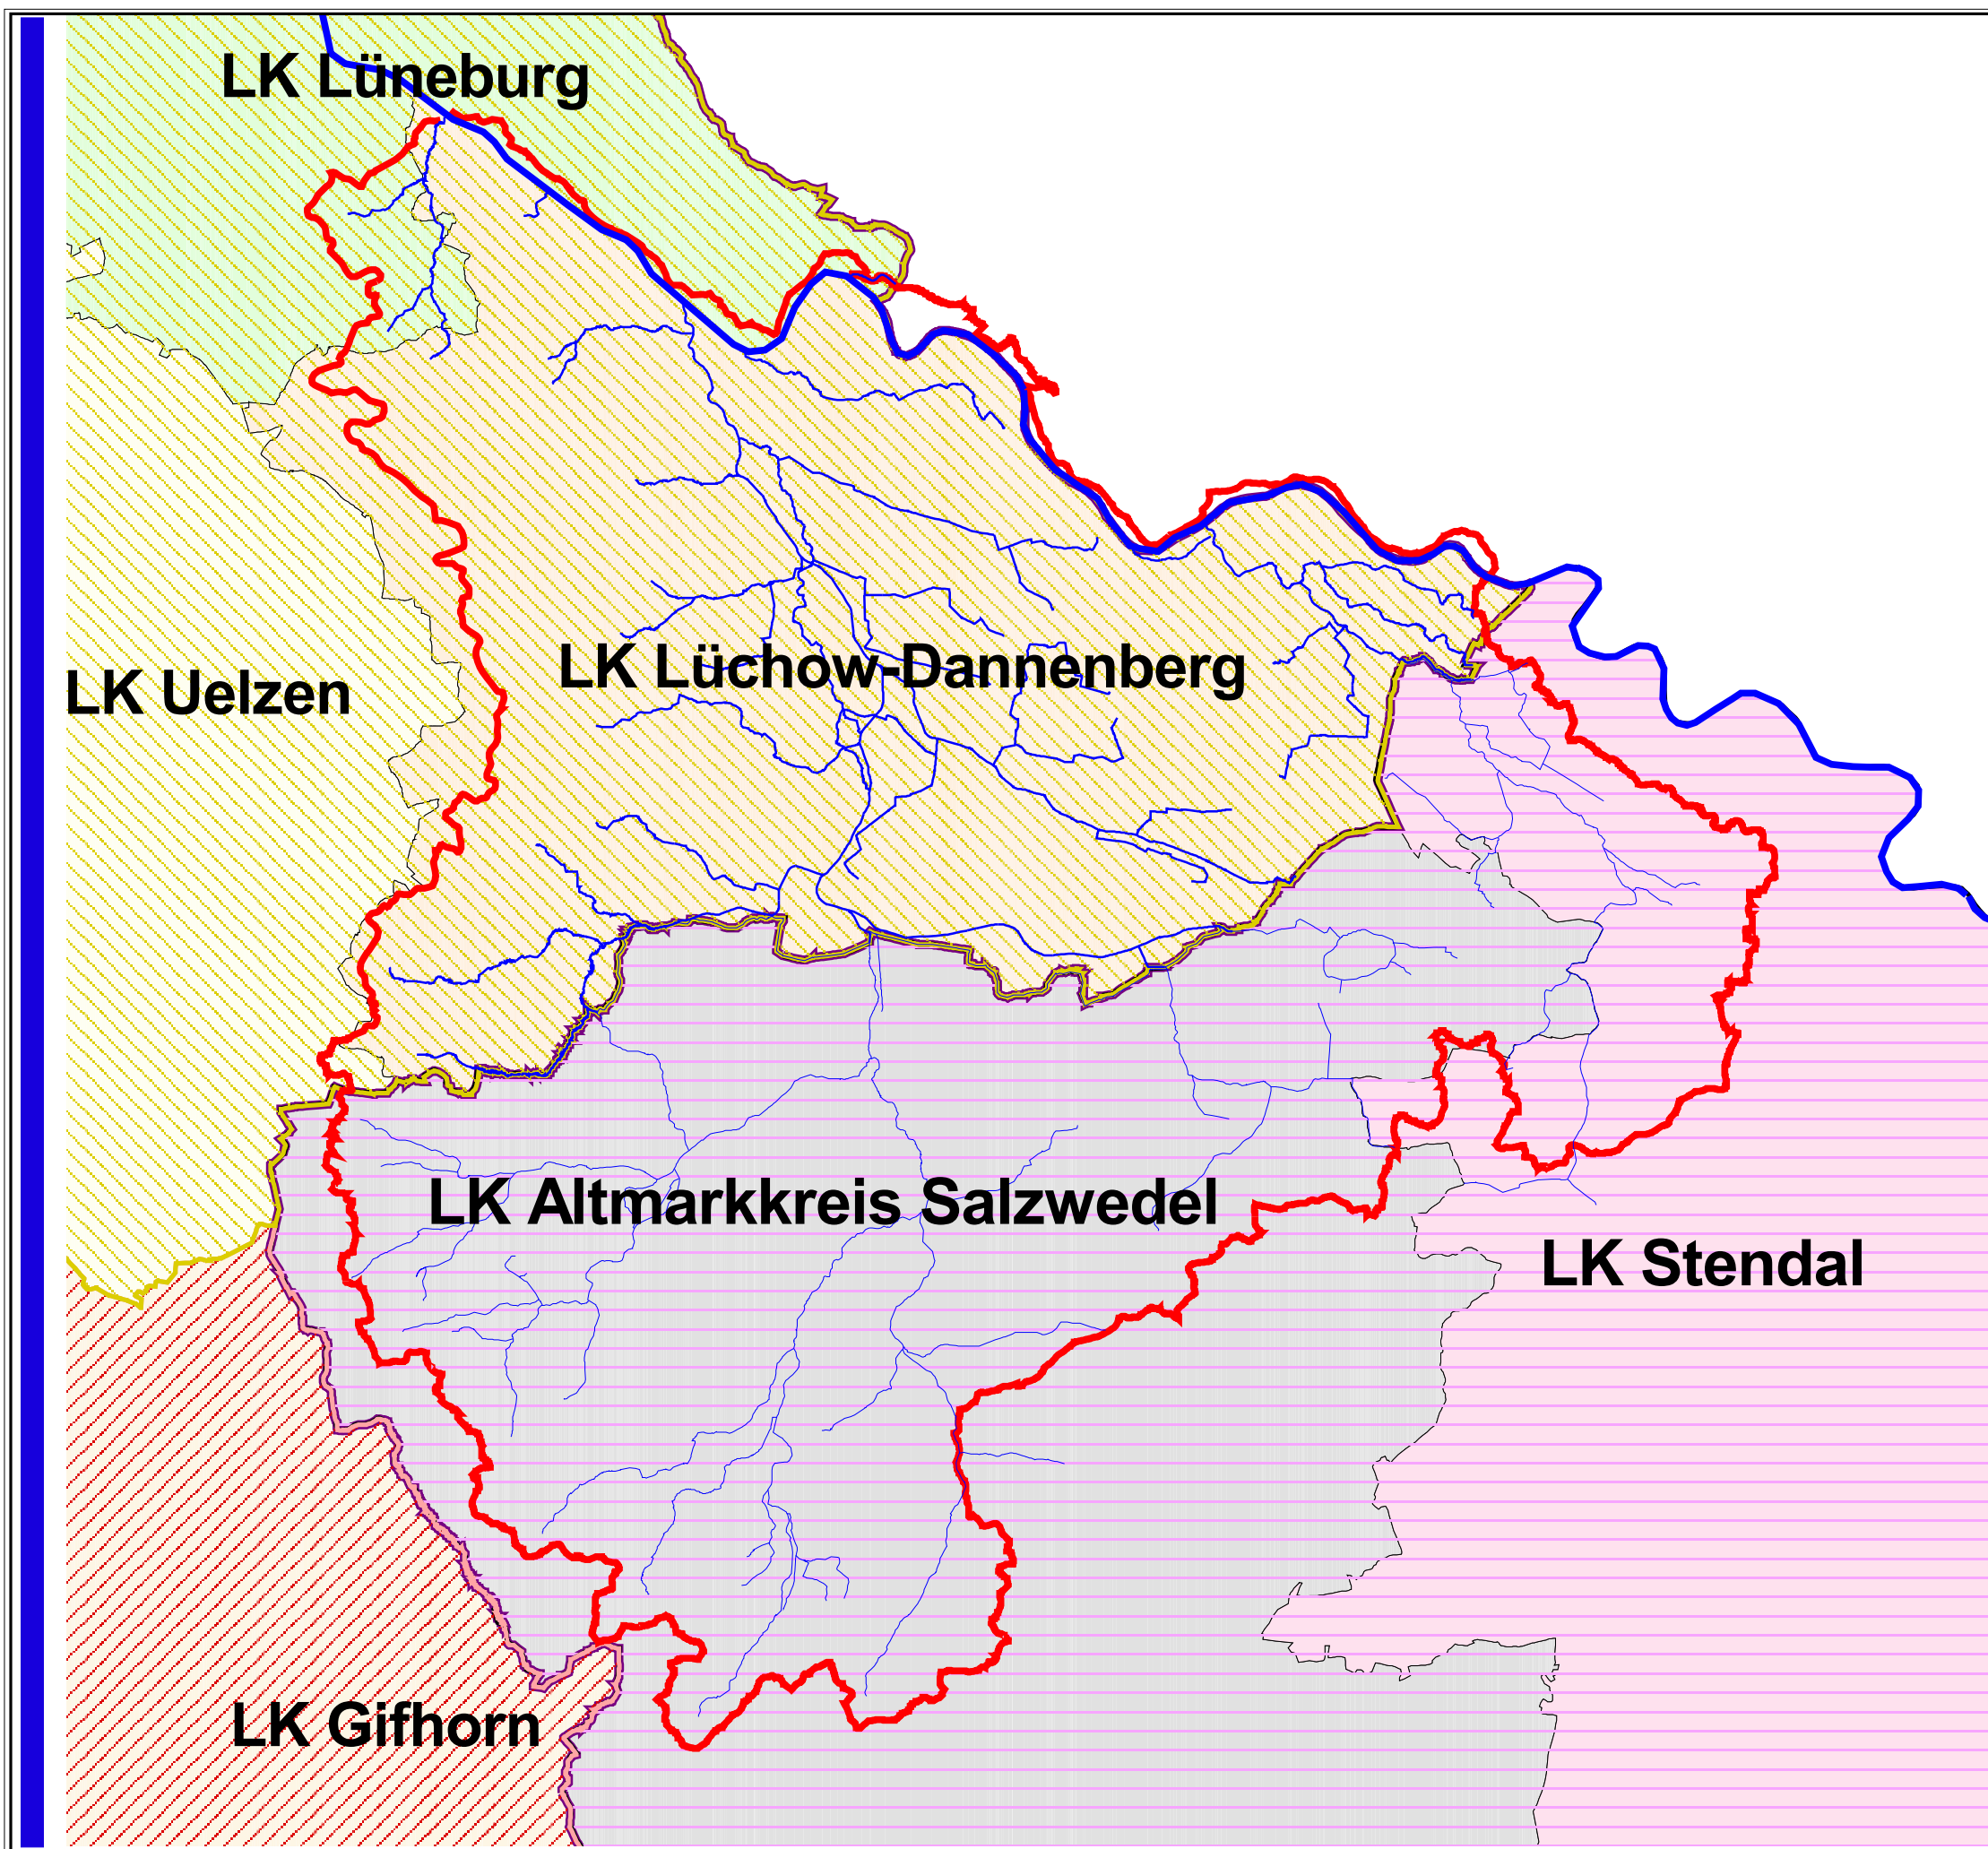 LK Lüneburg
LK Uelzen
LK Lüchow-Dannenberg
LK Altmarkkreis Salzwedel
LK Stendal
LK Gifhorn